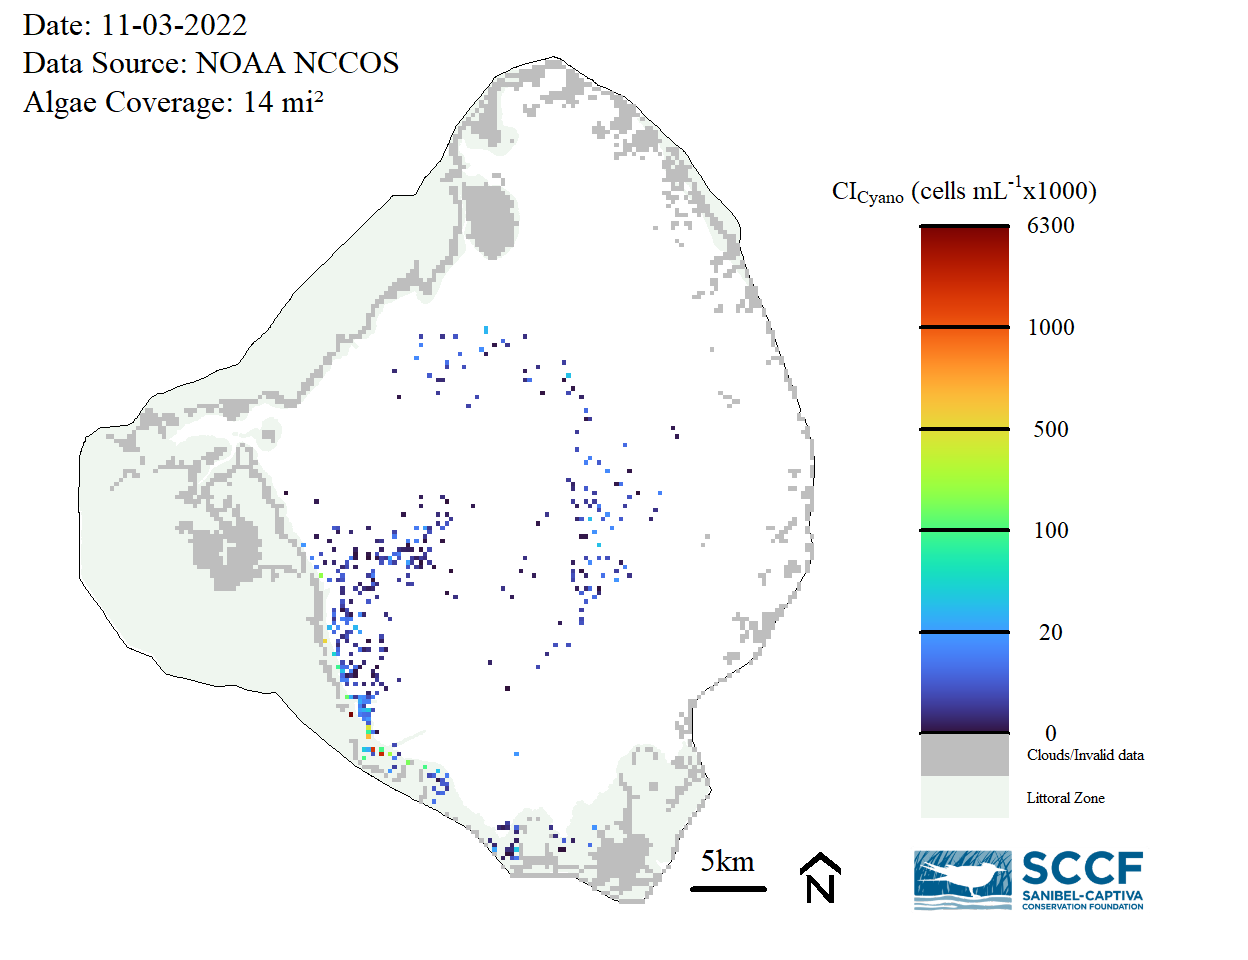 Date: 11-03-2022
Data Source: NOAA NCCOS
Algae Coverage: 14 mi²
CICyano (cells mL-1x1000)
6300
1000
500
100
20
0
Clouds/Invalid data
Littoral Zone
5km
N
SCCF
SANIBEL-CAPTIVA
CONSERVATION FOUNDATION